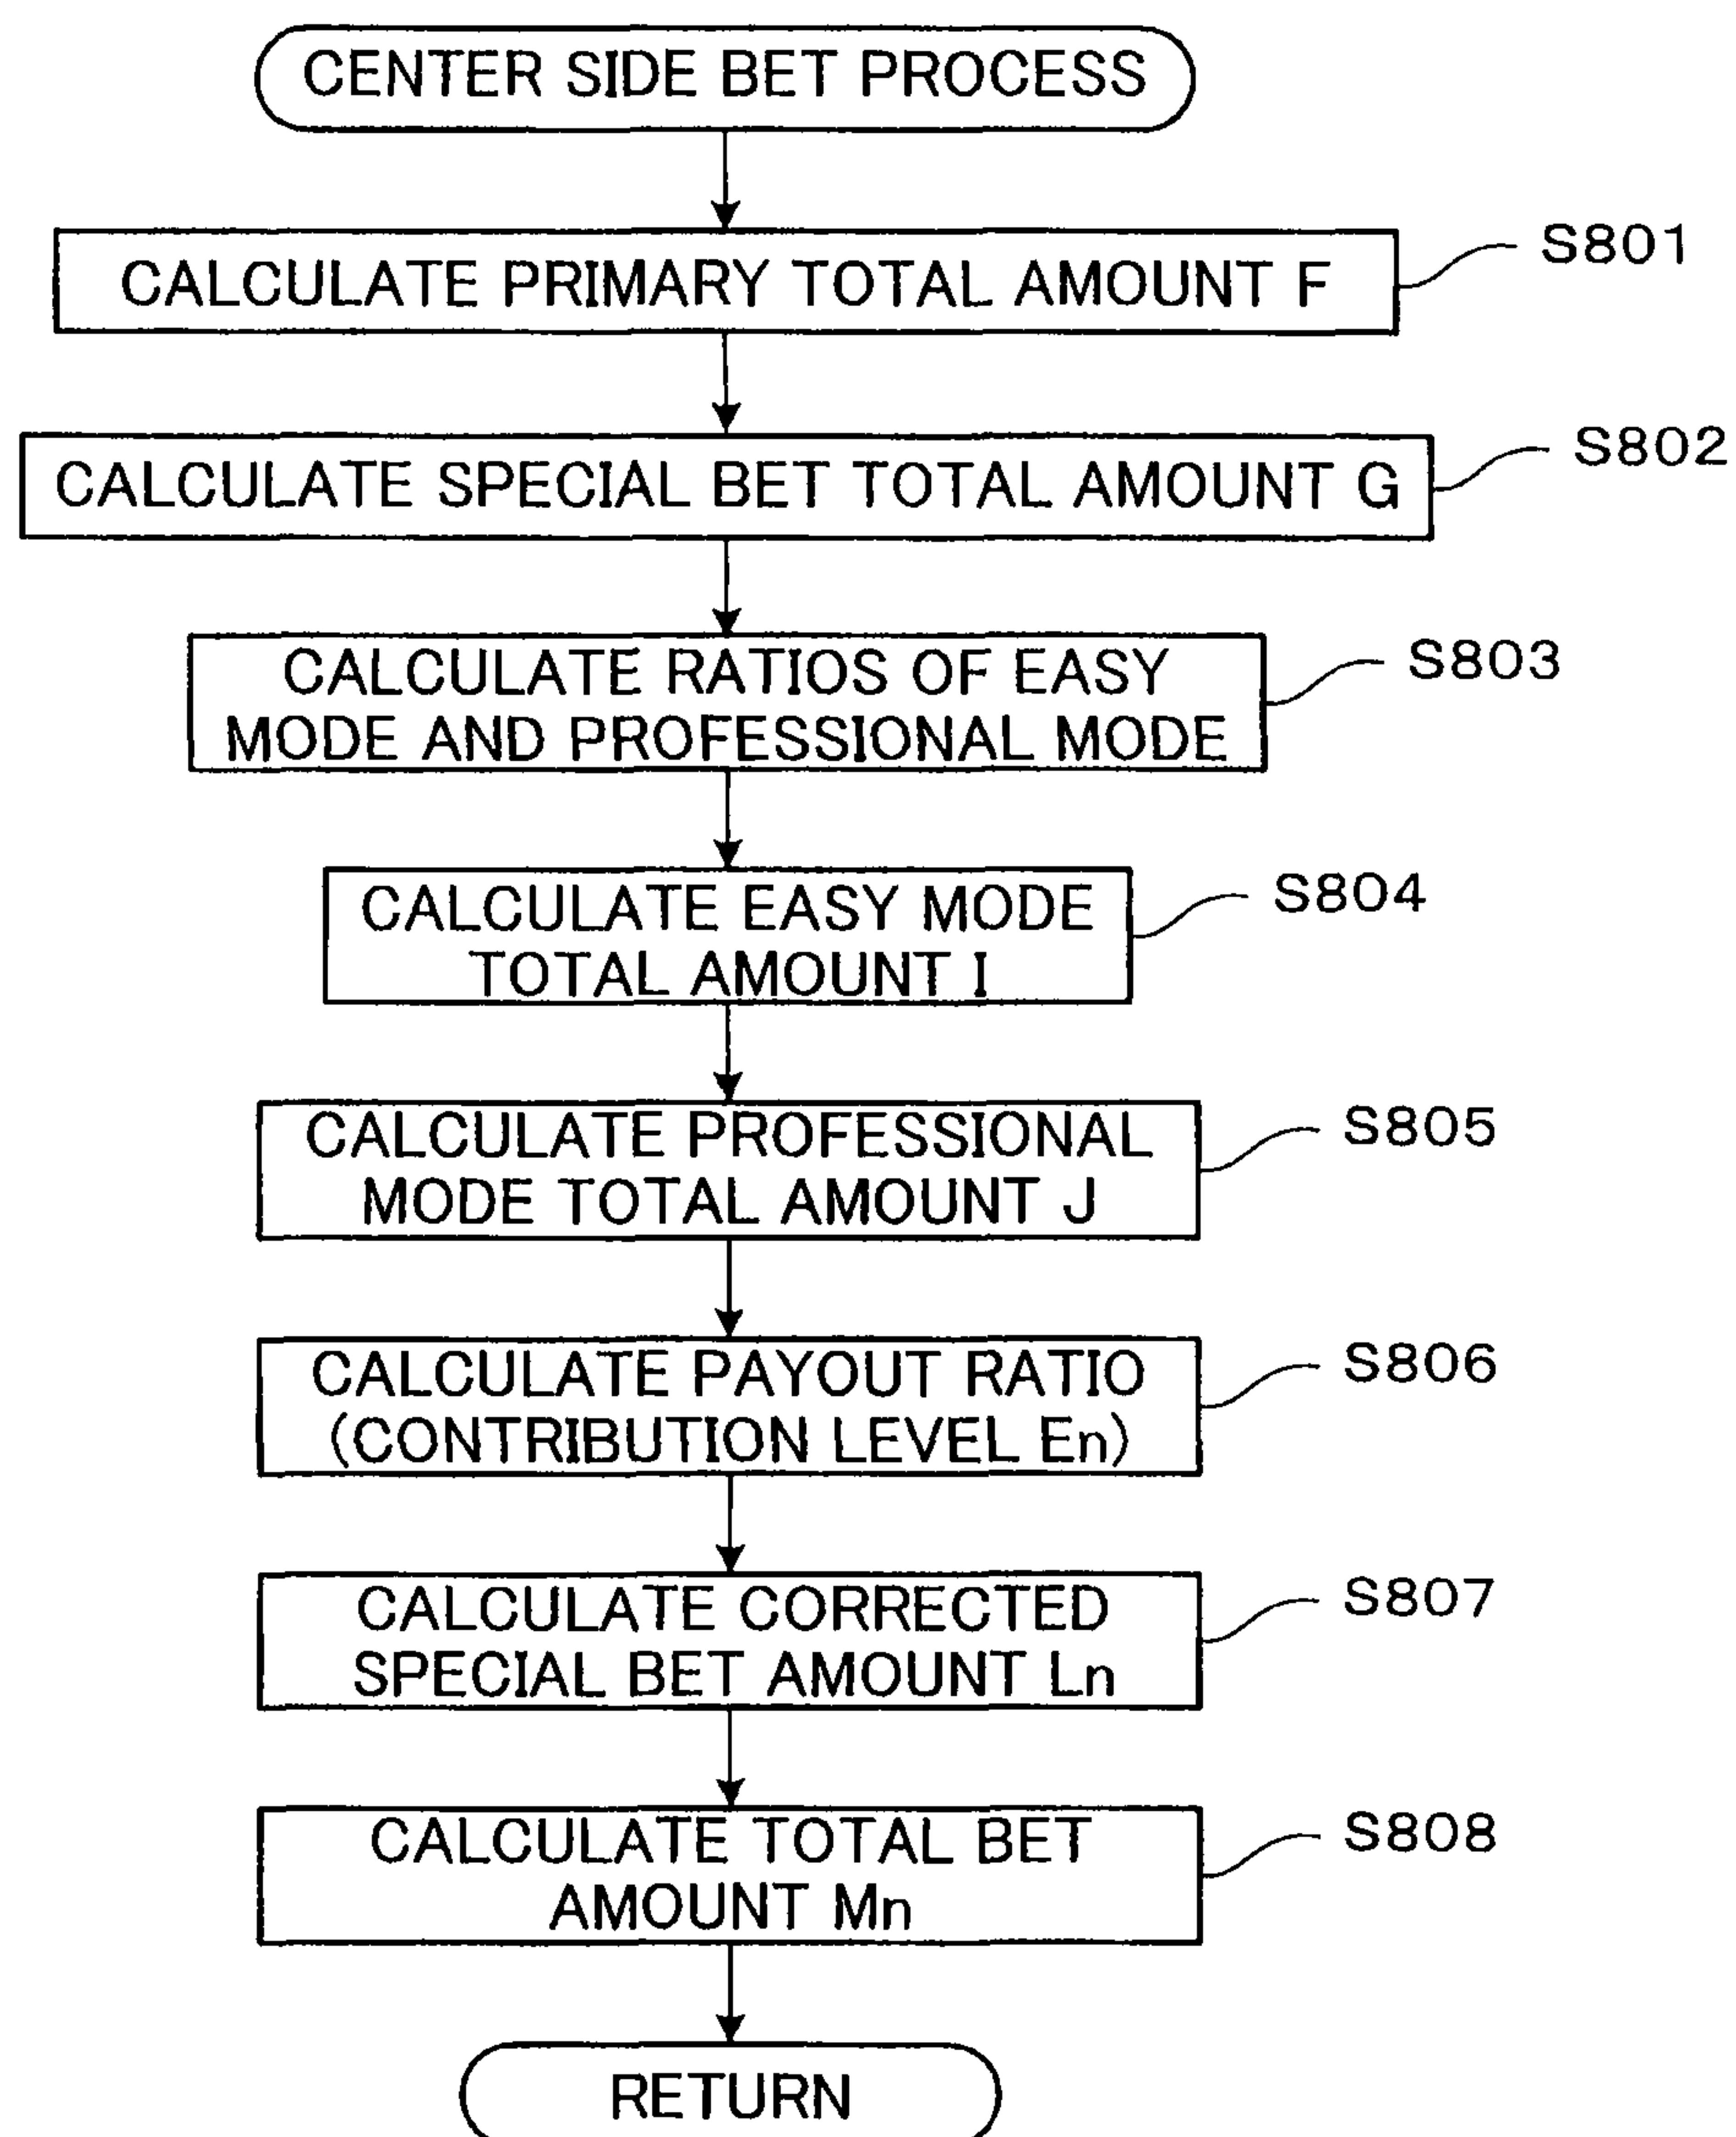 CENTER SIDE BET PROCESS
CALCULATE PRIMARY TOTAL AMOUNT F
S801
CALCULATE SPECIAL BET TOTAL AMOUNT G
S802
CALCULATE RATIOS OF EASY
MODE AND PROFESSIONAL MODE
S803
CALCULATE EASY MODE
TOTAL AMOUNT I
S804
CALCULATE PROFESSIONAL
MODE TOTAL AMOUNT J
S805
CALCULATE PAYOUT RATIO
(CONTRIBUTION LEVEL En)
S806
CALCULATE CORRECTED
SPECIAL BET AMOUNT Ln
S807
CALCULATE TOTAL BET
AMOUNT Mn
S808
RETURN